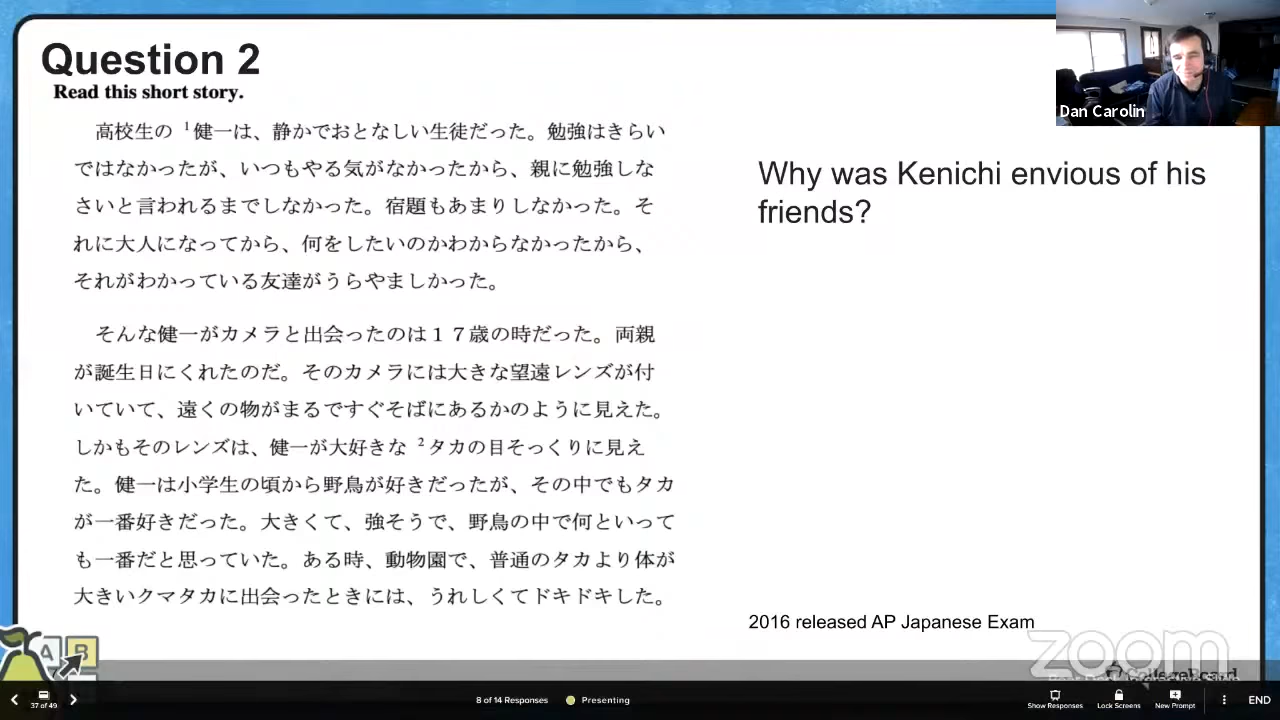 Question 2
Read this short story.
高校生の ¹健一は、静かでおとなしい生徒だった。勉強はきらい
ではなかったが、いつもやる気がなかったから、親に勉強しな
さいと言われるまでしなかった。宿題もあまりしなかった。そ
れに大人になってから、何をしたいのかわからなかったから、
それがわかっている友達がうらやましかった。
そんな健一がカメラと出会ったのは１７歳の時だった。両親
が誕生日にくれたのだ。そのカメラには大きな望遠レンズが付
いていて、遠くの物がまるですぐそばにあるかのように見えた。
しかもそのレンズは、健一が大好きな ²タカの目そっくりに見え
た。健一は小学生の頃から野鳥が好きだったが、その中でもタカ
が一番好きだった。大きくて、強そうで、野鳥の中で何といって
も一番だと思っていた。ある時、動物園で、普通のタカより体が
大きいクマタカに出会ったときには、うれしくてドキドキした。
Why was Kenichi envious of his
friends?
2016 released AP Japanese Exam
Dan Carolin
zoom
CollegeBoard
A B
37 of 49
8 of 14 Responses
Presenting
Show Responses
Lock Screens
New Prompt
END